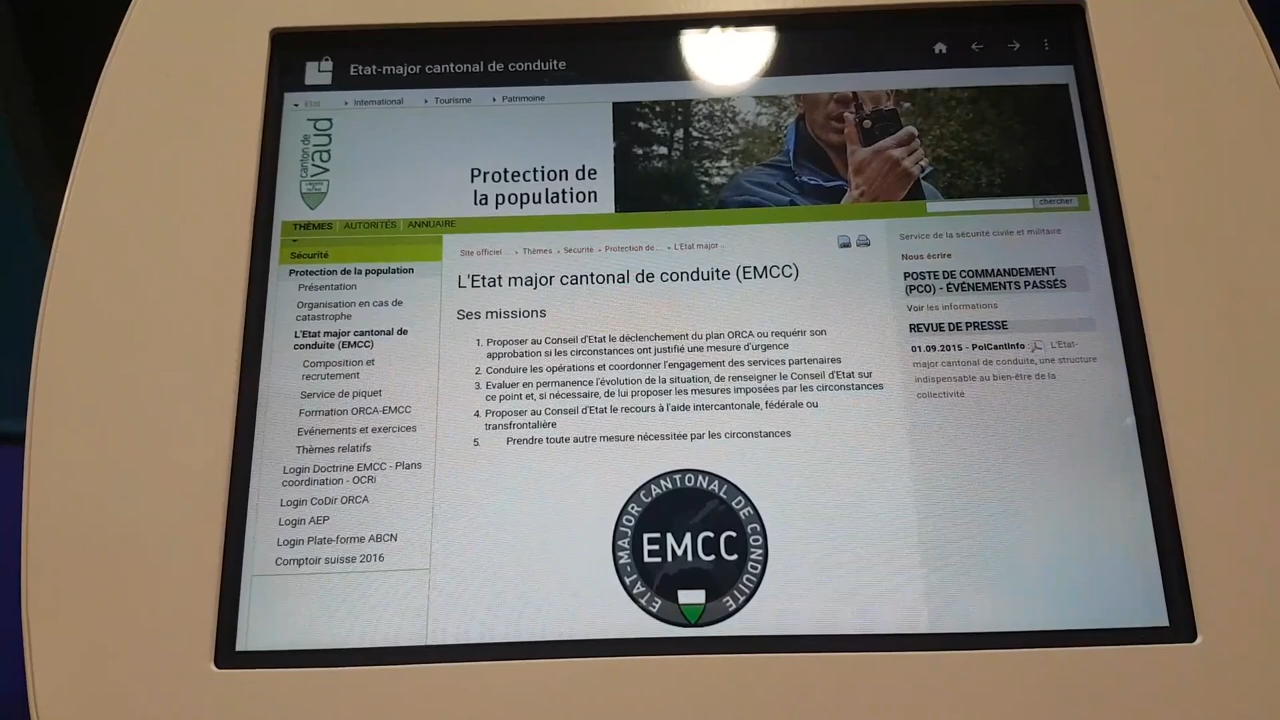 Etat-major cantonal de conduite
Etat
International
Tourisme
Patrimoine
canton de
vaud
LIBERTÉ
ET
PATRIE
Protection de
la population
chercher
THÈMES | AUTORITÉS | ANNUAIRE
Sécurité
Protection de la population
Présentation
Organisation en cas de
catastrophe
L'Etat major cantonal de
conduite (EMCC)
Composition et
recrutement
Service de piquet
Formation ORCA-EMCC
Evénements et exercices
Thèmes relatifs
Login Doctrine EMCC - Plans
coordination - OCRi
Login CoDir ORCA
Login AEP
Login Plate-forme ABCN
Comptoir suisse 2016
Site officiel ... » Thèmes » Sécurité » Protection de ... » L'Etat major ...
L'Etat major cantonal de conduite (EMCC)
Ses missions
1. Proposer au Conseil d'Etat le déclenchement du plan ORCA ou requérir son
approbation si les circonstances ont justifié une mesure d'urgence
2. Conduire les opérations et coordonner l'engagement des services partenaires
3. Evaluer en permanence l'évolution de la situation, de renseigner le Conseil d'Etat sur
ce point et, si nécessaire, de lui proposer les mesures imposées par les circonstances
4. Proposer au Conseil d'Etat le recours à l'aide intercantonale, fédérale ou
transfrontalière
5. Prendre toute autre mesure nécessitée par les circonstances
ETAT-MAJOR CANTONAL DE CONDUITE
EMCC
Service de la sécurité civile et militaire
Nous écrire
POSTE DE COMMANDEMENT
(PCO) - ÉVÉNEMENTS PASSÉS
Voir les informations
REVUE DE PRESSE
01.09.2015 - PolCantInfo : L'Etat-
major cantonal de conduite, une structure
indispensable au bien-être de la
collectivité